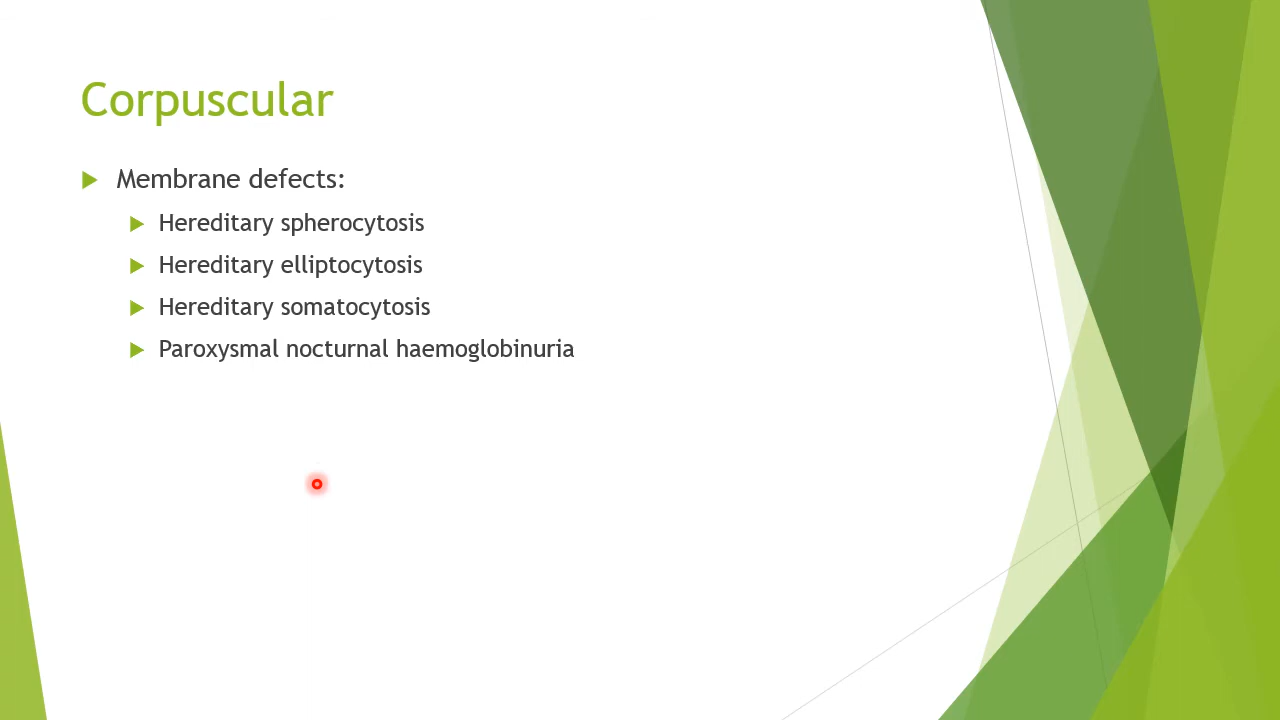 Corpuscular
Membrane defects:
Hereditary spherocytosis
Hereditary elliptocytosis
Hereditary somatocytosis
Paroxysmal nocturnal haemoglobinuria